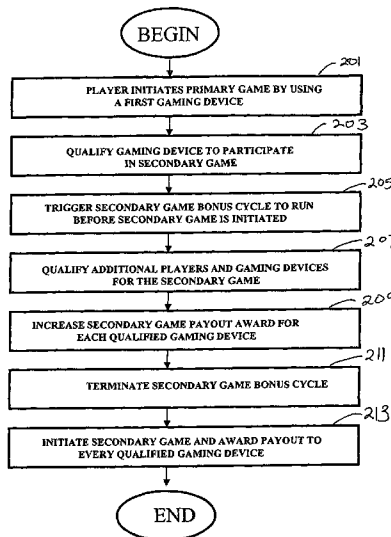 BEGIN
201
PLAYER INITIATES PRIMARY GAME BY USING
A FIRST GAMING DEVICE
203
QUALIFY GAMING DEVICE TO PARTICIPATE
IN SECONDARY GAME
205
TRIGGER SECONDARY GAME BONUS CYCLE TO RUN
BEFORE SECONDARY GAME IS INITIATED
207
QUALIFY ADDITIONAL PLAYERS AND GAMING DEVICES
FOR THE SECONDARY GAME
209
INCREASE SECONDARY GAME PAYOUT AWARD FOR
EACH QUALIFIED GAMING DEVICE
211
TERMINATE SECONDARY GAME BONUS CYCLE
213
INITIATE SECONDARY GAME AND AWARD PAYOUT TO
EVERY QUALIFIED GAMING DEVICE
END